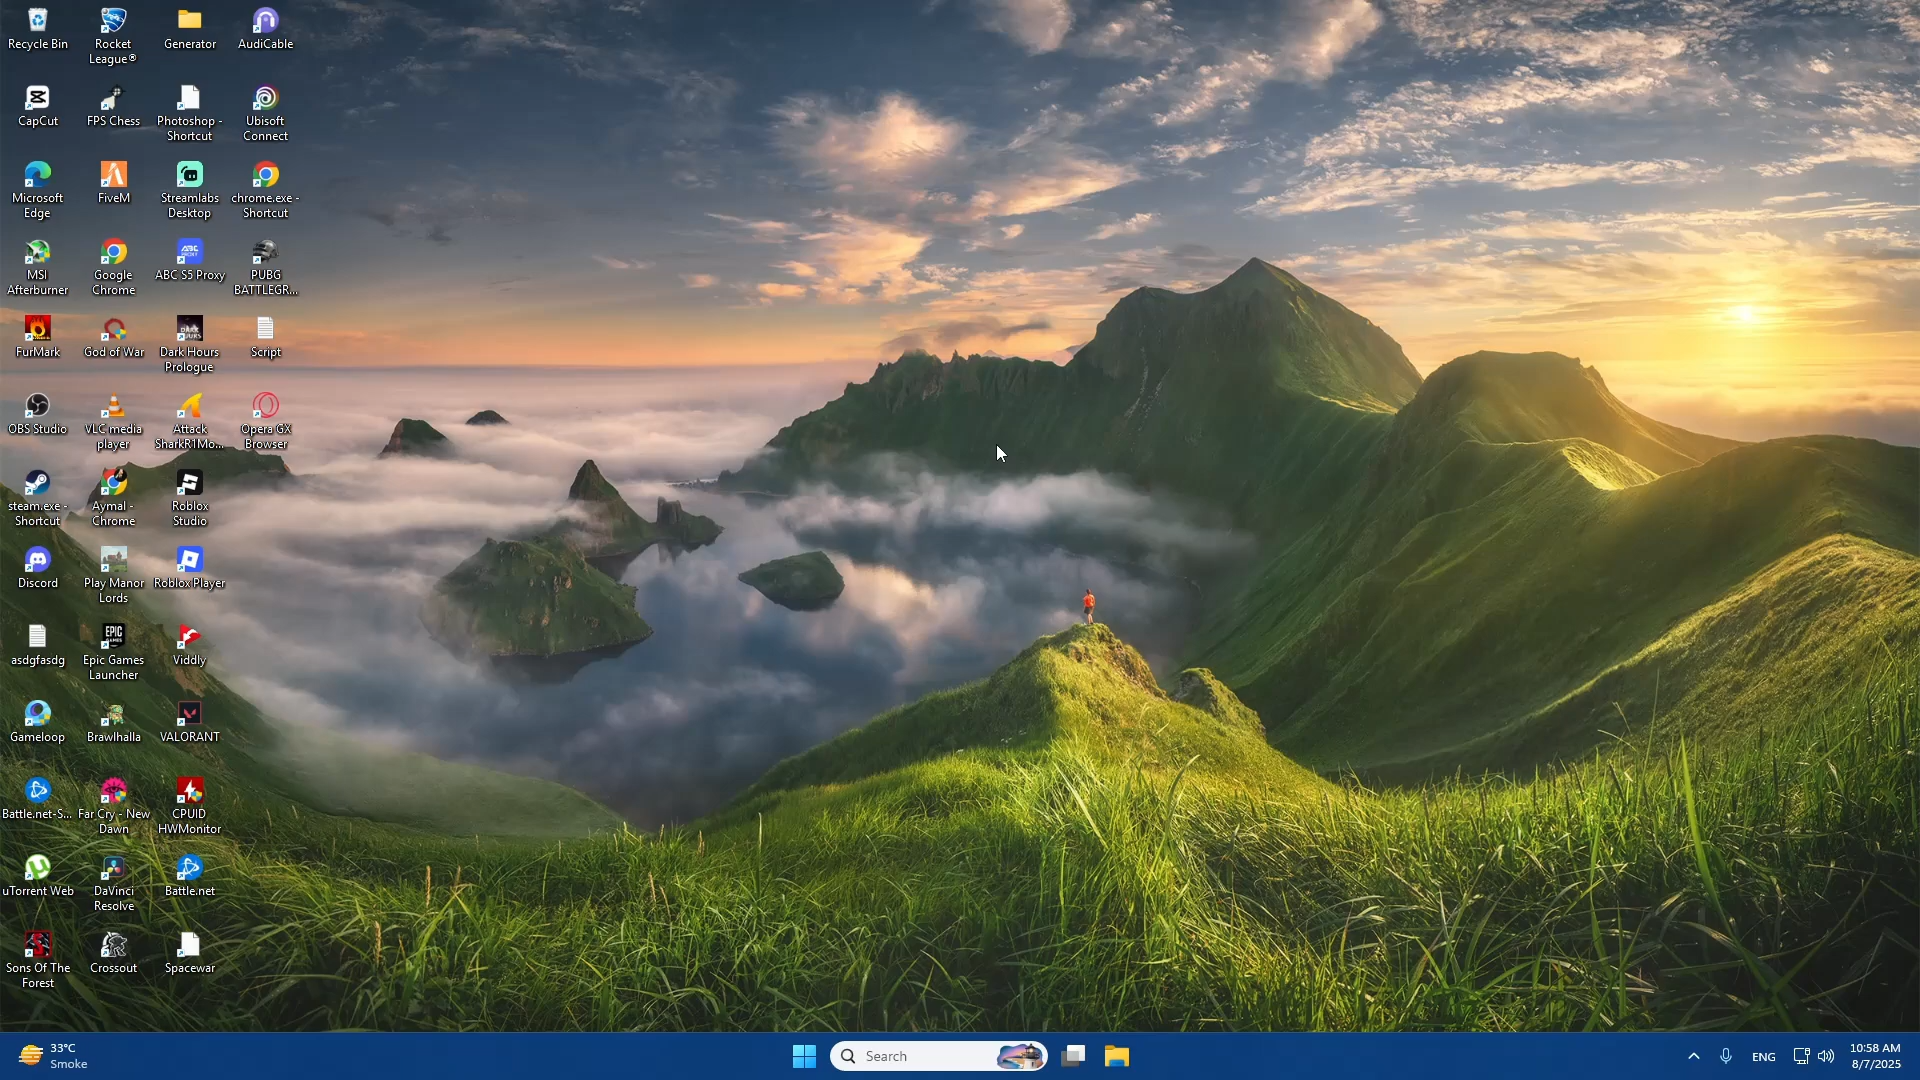 Recycle Bin
Rocket
League®
Generator
AudiCable
CapCut
FPS Chess
Photoshop -
Shortcut
Ubisoft
Connect
Microsoft
Edge
FiveM
Streamlabs
Desktop
chrome.exe -
Shortcut
MSI
Afterburner
Google
Chrome
ABC S5 Proxy
PUBG
BATTLEGR...
FurMark
God of War
Dark Hours
Prologue
Script
OBS Studio
VLC media
player
Attack
SharkR1Mo...
Opera GX
Browser
steam.exe -
Shortcut
Aymal -
Chrome
Roblox
Studio
Discord
Play Manor
Lords
Roblox Player
asdgfasdg
Epic Games
Launcher
Viddly
Gameloop
Brawlhalla
VALORANT
Battle.net-S...
Far Cry - New
Dawn
CPUID
HWMonitor
uTorrent Web
DaVinci
Resolve
Battle.net
Sons Of The
Forest
Crossout
Spacewar
33°C
Smoke
Search
ENG
10:58 AM
8/7/2025